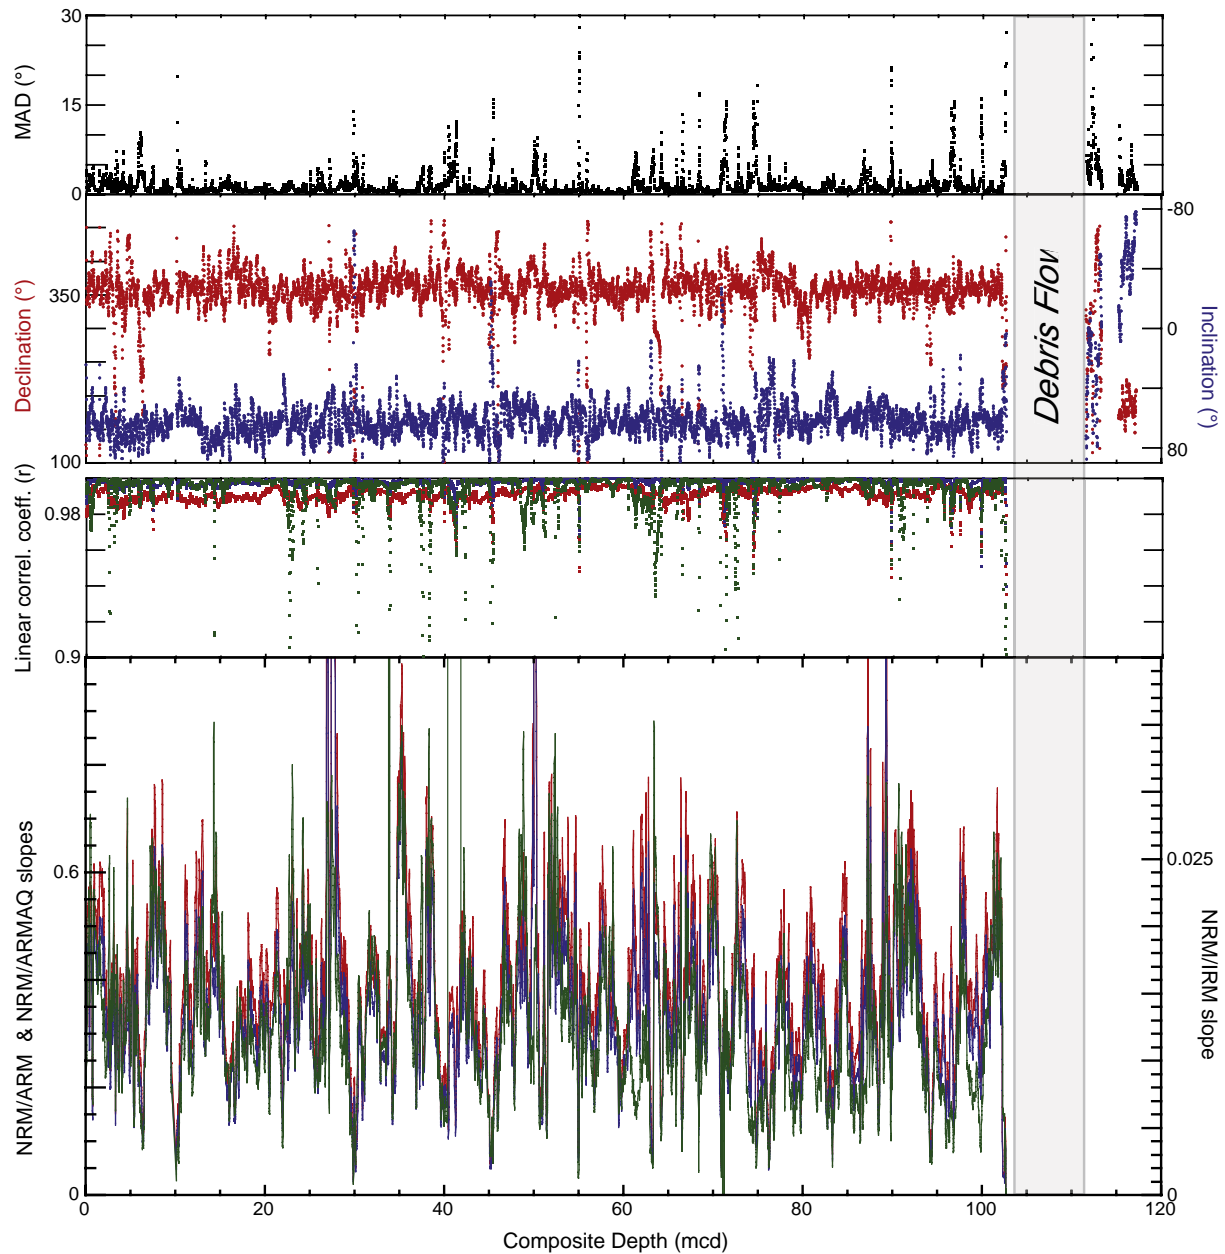 30
15
0
MAD (°)
-80
0
80
Inclination (°)
350
100
Declination (°)
Debris Flow
0.98
0.9
Linear correl. coeff. (r)
0.6
0
NRM/ARM & NRM/ARMAQ slopes
0.025
0
NRM/IRM slope
0 20 40 60 80 100 120
Composite Depth (mcd)